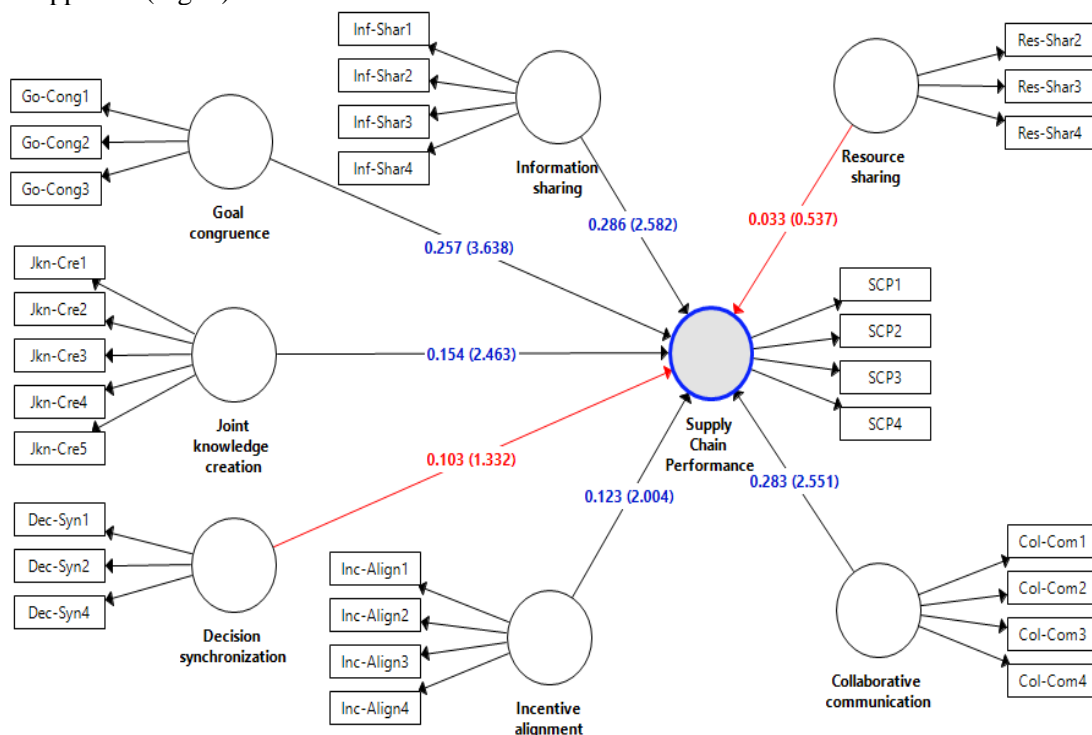 Inf-Shar1
Inf-Shar2
Inf-Shar3
Inf-Shar4
Information
sharing
Res-Shar2
Res-Shar3
Res-Shar4
Resource
sharing
Go-Cong1
Go-Cong2
Go-Cong3
Goal
congruence
0.286 (2.582)
0.033 (0.537)
0.257 (3.638)
Jkn-Cre1
Jkn-Cre2
Jkn-Cre3
Jkn-Cre4
Jkn-Cre5
Joint
knowledge
creation
0.154 (2.463)
SCP1
SCP2
SCP3
SCP4
Supply
Chain
Performance
0.103 (1.332)
0.123 (2.004)
0.283 (2.551)
Dec-Syn1
Dec-Syn2
Dec-Syn4
Decision
synchronization
Inc-Align1
Inc-Align2
Inc-Align3
Inc-Align4
Incentive
alignment
Col-Com1
Col-Com2
Col-Com3
Col-Com4
Collaborative
communication